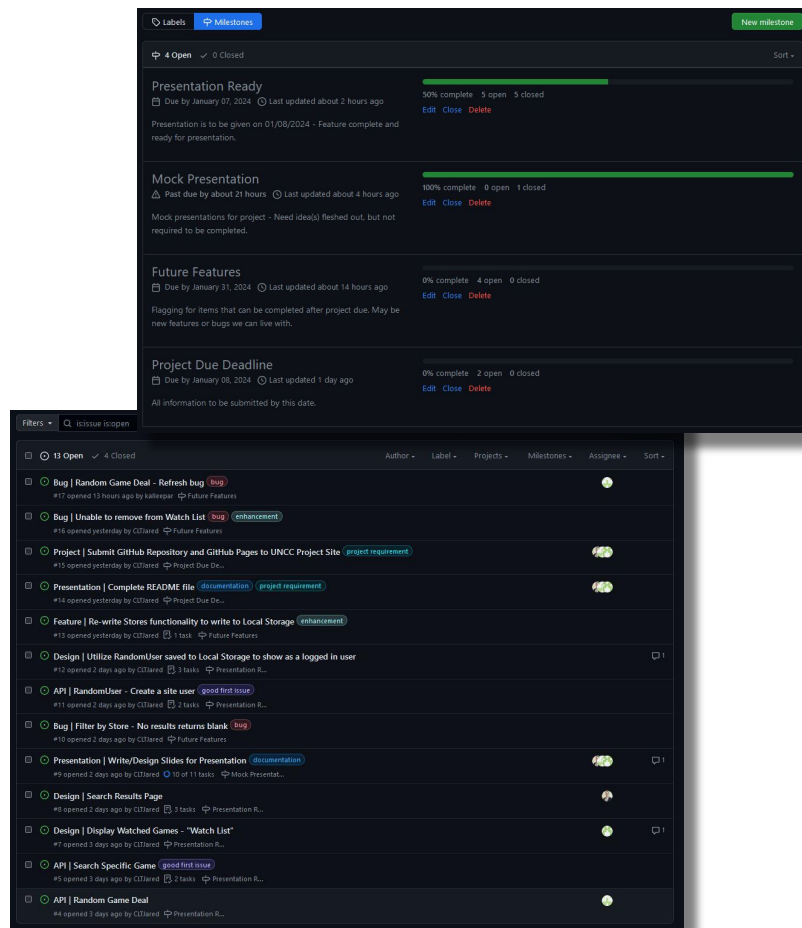 Labels Milestones New milestone
4 Open 0 Closed Sort
Presentation Ready
Due by January 07, 2024 Last updated about 2 hours ago
Presentation is to be given on 01/08/2024 - Feature complete and
ready for presentation.
50% complete 5 open 5 closed
Edit Close Delete
Mock Presentation
Past due by about 21 hours Last updated about 4 hours ago
Mock presentations for project - Need idea(s) fleshed out, but not
required to be completed.
100% complete 0 open 1 closed
Edit Close Delete
Future Features
Due by January 31, 2024 Last updated about 14 hours ago
Flagging for items that can be completed after project due. May be
new features or bugs we can live with.
0% complete 4 open 0 closed
Edit Close Delete
Project Due Deadline
Due by January 08, 2024 Last updated 1 day ago
All information to be submitted by this date.
0% complete 2 open 0 closed
Edit Close Delete
Filters is:issue is:open
13 Open 4 Closed Author Label Projects Milestones Assignee Sort
Bug | Random Game Deal - Refresh bug bug
#17 opened 13 hours ago by kalleepar Future Features
Bug | Unable to remove from Watch List bug enhancement
#16 opened yesterday by CLTJared Future Features
Project | Submit GitHub Repository and GitHub Pages to UNCC Project Site project requirement
#15 opened yesterday by CLTJared Project Due De...
Presentation | Complete README file documentation project requirement
#14 opened yesterday by CLTJared Project Due De...
Feature | Re-write Stores functionality to write to Local Storage enhancement
#13 opened yesterday by CLTJared 1 task Future Features
Design | Utilize RandomUser saved to Local Storage to show as a logged in user 1
#12 opened 2 days ago by CLTJared 3 tasks Presentation R...
API | RandomUser - Create a site user good first issue
#11 opened 2 days ago by CLTJared 2 tasks Presentation R...
Bug | Filter by Store - No results returns blank bug
#10 opened 2 days ago by CLTJared Future Features
Presentation | Write/Design Slides for Presentation documentation 1
#9 opened 2 days ago by CLTJared 10 of 11 tasks Mock Presentat...
Design | Search Results Page
#8 opened 2 days ago by CLTJared 3 tasks Presentation R...
Design | Display Watched Games - "Watch List" 1
#7 opened 3 days ago by CLTJared Presentation R...
API | Search Specific Game good first issue
#5 opened 3 days ago by CLTJared 2 tasks Presentation R...
API | Random Game Deal
#4 opened 3 days ago by CLTJared Presentation R...